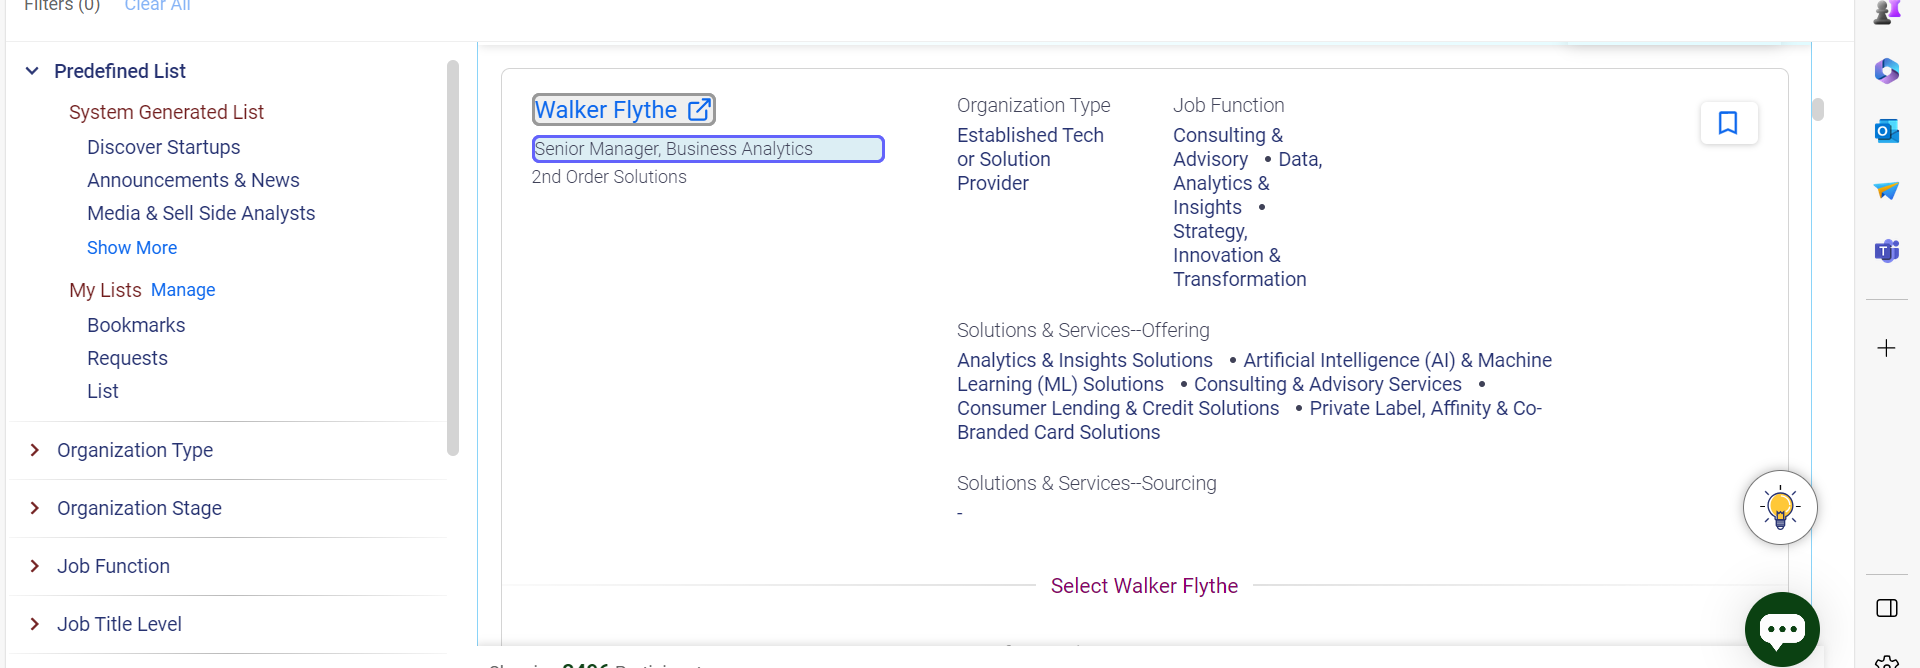 Filters (0) Clear All
Predefined List
System Generated List
Discover Startups
Announcements & News
Media & Sell Side Analysts
Show More
My Lists Manage
Bookmarks
Requests
List
Organization Type
Organization Stage
Job Function
Job Title Level
Walker Flythe
Senior Manager, Business Analytics
2nd Order Solutions
Organization Type
Established Tech
or Solution
Provider
Job Function
Consulting &
Advisory • Data,
Analytics &
Insights •
Strategy,
Innovation &
Transformation
Solutions & Services--Offering
Analytics & Insights Solutions • Artificial Intelligence (AI) & Machine
Learning (ML) Solutions • Consulting & Advisory Services •
Consumer Lending & Credit Solutions • Private Label, Affinity & Co-
Branded Card Solutions
Solutions & Services--Sourcing
-
Select Walker Flythe